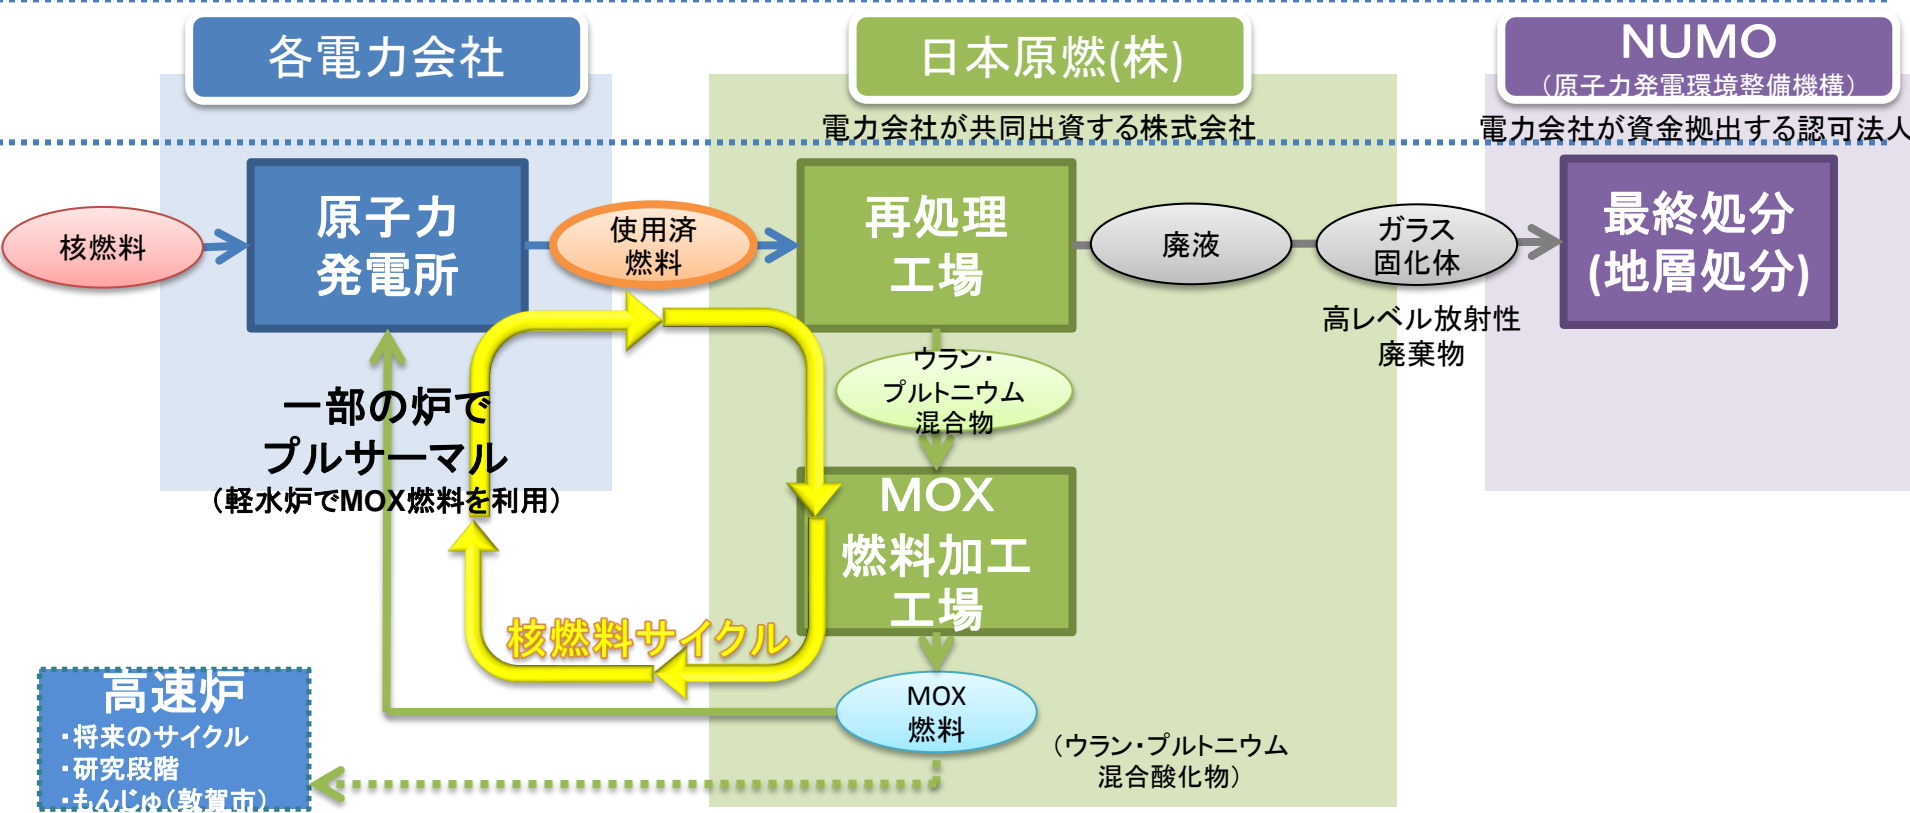 各電力会社
日本原燃(株)
NUMO
(原子力発電環境整備機構)
電力会社が共同出資する株式会社
電力会社が資金拠出する認可法人
核燃料
原子力
発電所
使用済
燃料
再処理
工場
廃液
ガラス
固化体
最終処分
(地層処分)
高レベル放射性
廃棄物
ウラン・
プルトニウム
混合物
一部の炉で
プルサーマル
(軽水炉でMOX燃料を利用)
MOX
燃料加工
工場
核燃料サイクル
MOX
燃料
(ウラン・プルトニウム
混合酸化物)
高速炉
・将来のサイクル
・研究段階
・もんじゅ(敦賀市)